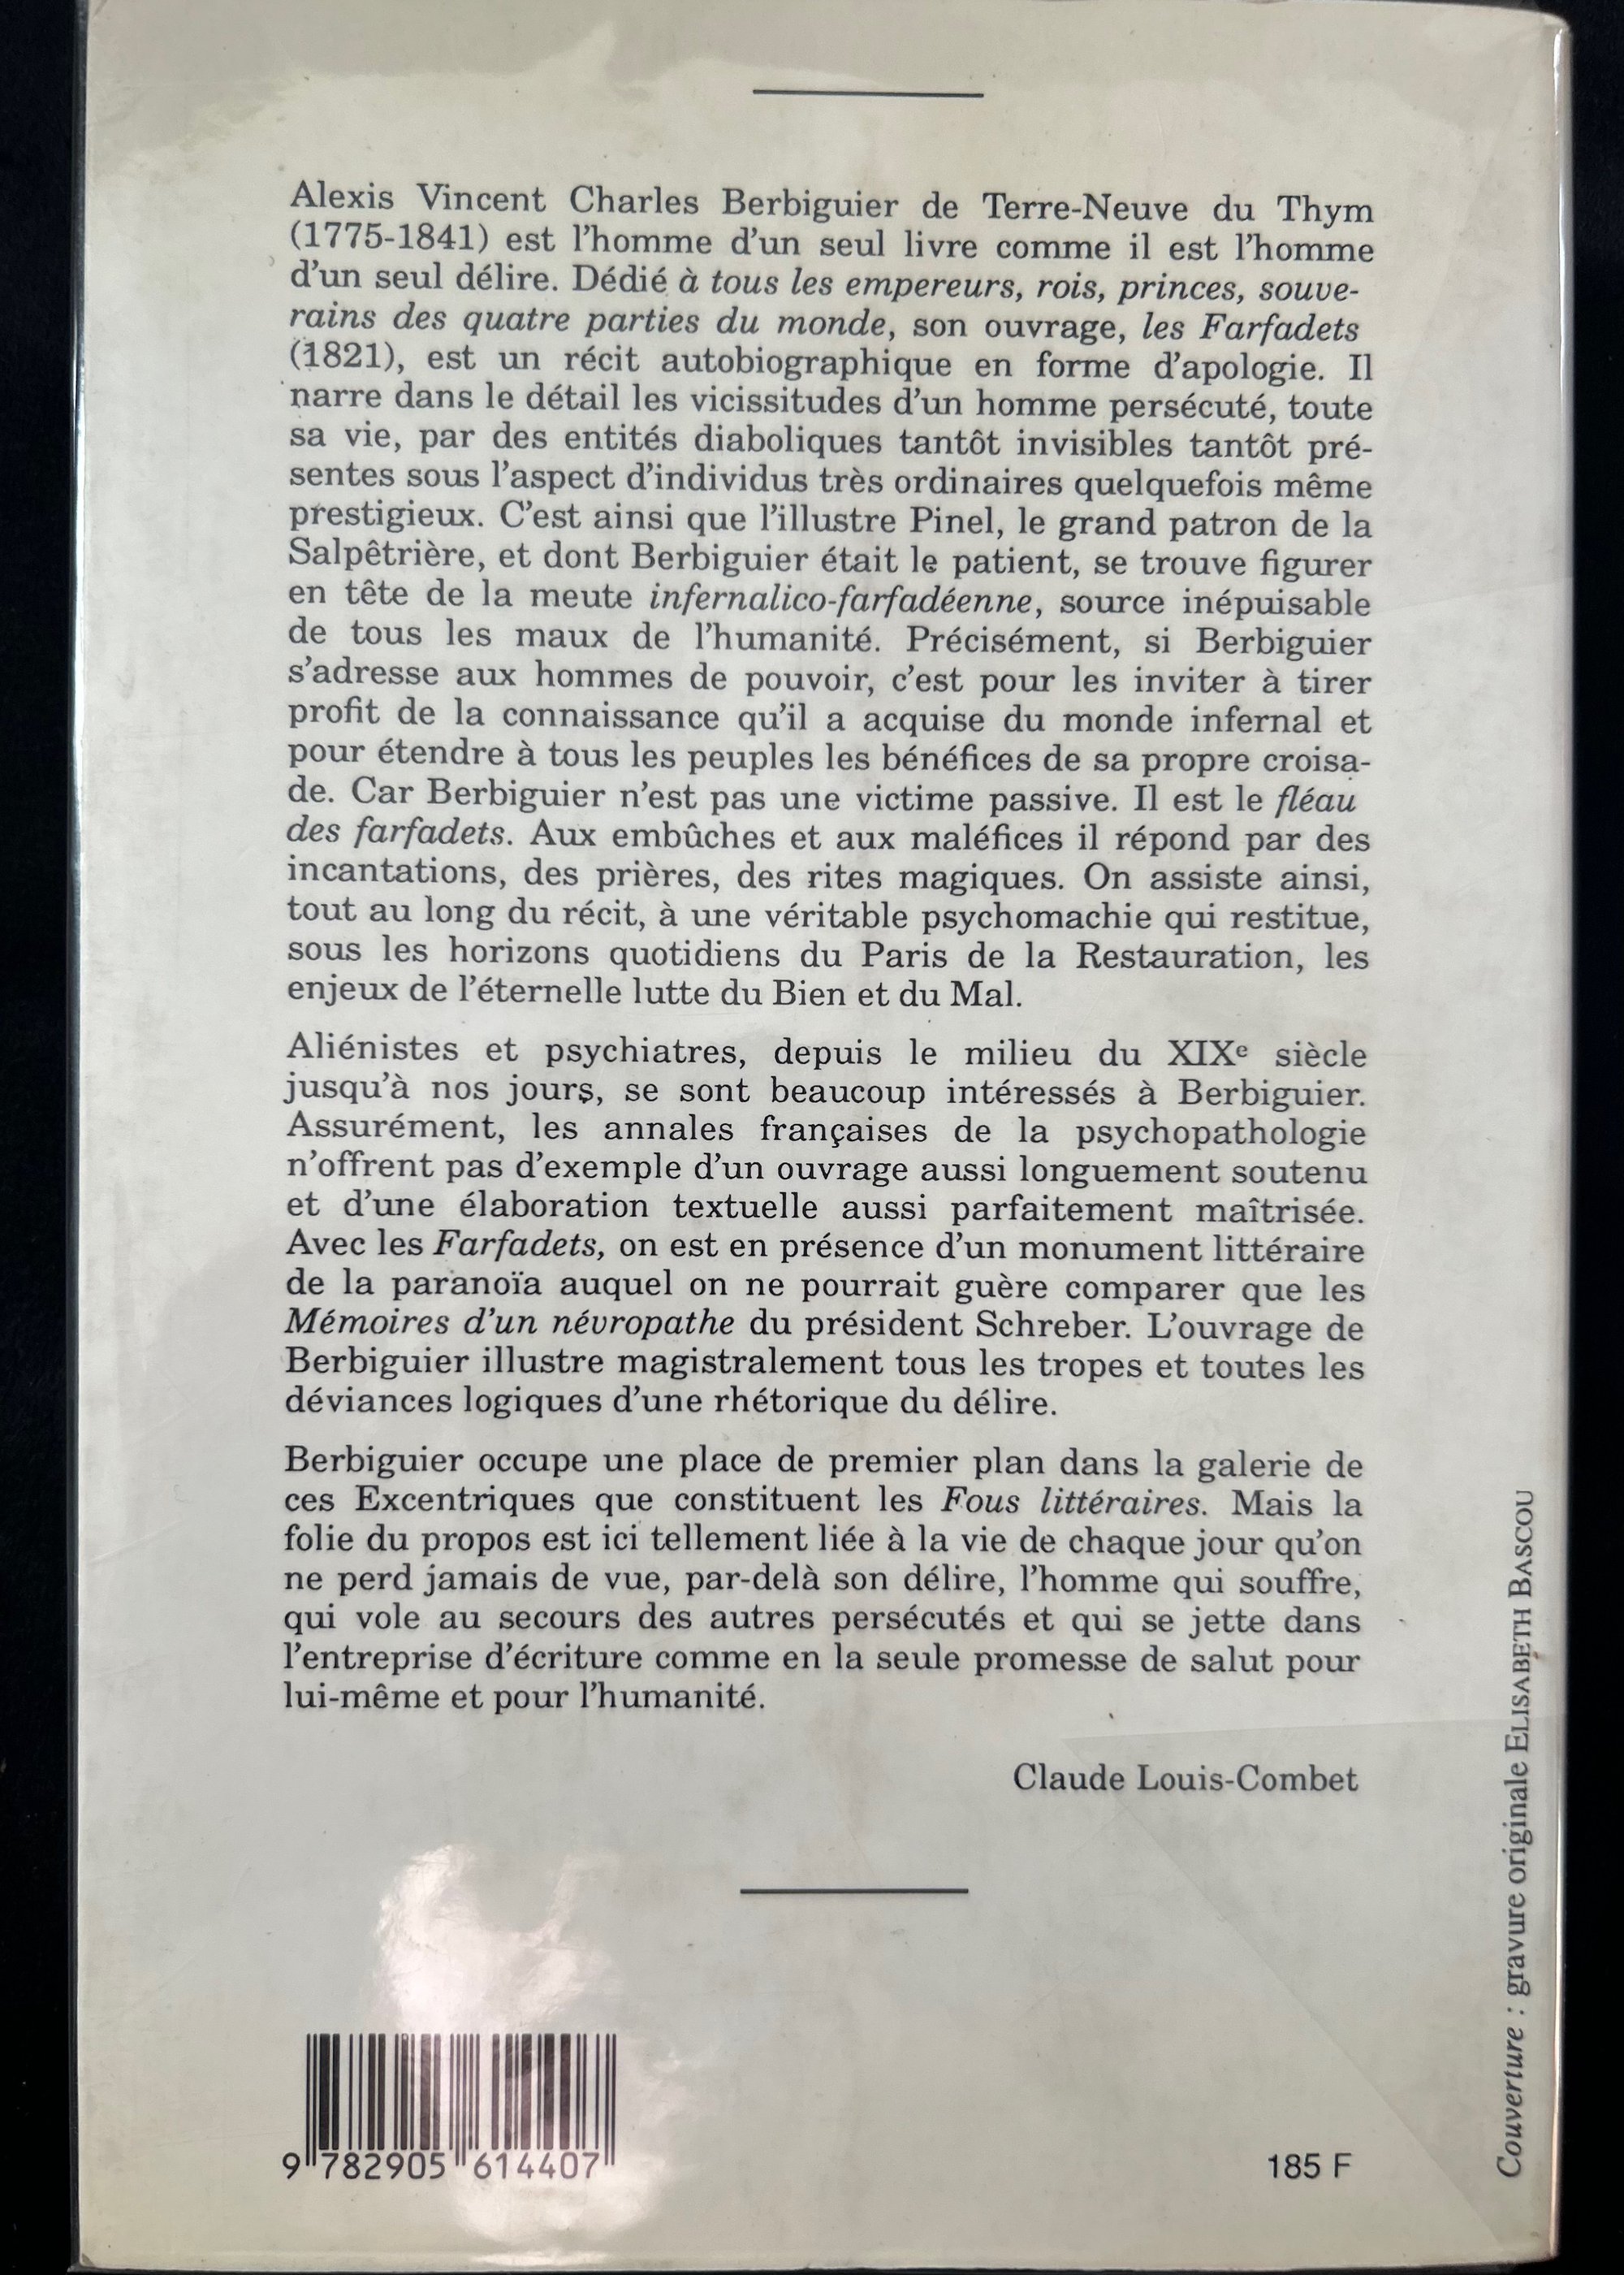 Alexis Vincent Charles Berbiguier de Terre-Neuve du Thym
(1775-1841) est l'homme d'un seul livre comme il est l'homme
d'un seul délire. Dédié à tous les empereurs, rois, princes, souve-
rains des quatre parties du monde, son ouvrage, les Farfadets
(1821), est un récit autobiographique en forme d'apologie. Il
narre dans le détail les vicissitudes d'un homme persécuté, toute
sa vie, par des entités diaboliques tantôt invisibles tantôt pré-
sentes sous l'aspect d'individus très ordinaires quelquefois même
prestigieux. C'est ainsi que l'illustre Pinel, le grand patron de la
Salpêtrière, et dont Berbiguier était le patient, se trouve figurer
en tête de la meute infernalico-farfadéenne, source inépuisable
de tous les maux de l'humanité. Précisément, si Berbiguier
s'adresse aux hommes de pouvoir, c'est pour les inviter à tirer
profit de la connaissance qu'il a acquise du monde infernal et
pour étendre à tous les peuples les bénéfices de sa propre croisa-
de. Car Berbiguier n'est pas une victime passive. Il est le fléau
des farfadets. Aux embûches et aux maléfices il répond par des
incantations, des prières, des rites magiques. On assiste ainsi,
tout au long du récit, à une véritable psychomachie qui restitue,
sous les horizons quotidiens du Paris de la Restauration, les
enjeux de l'éternelle lutte du Bien et du Mal.
Aliénistes et psychiatres, depuis le milieu du XIXe siècle
jusqu'à nos jours, se sont beaucoup intéressés à Berbiguier.
Assurément, les annales françaises de la psychopathologie
n'offrent pas d'exemple d'un ouvrage aussi longuement soutenu
et d'une élaboration textuelle aussi parfaitement maîtrisée.
Avec les Farfadets, on est en présence d'un monument littéraire
de la paranoïa auquel on ne pourrait guère comparer que les
Mémoires d'un névropathe du président Schreber. L'ouvrage de
Berbiguier illustre magistralement tous les tropes et toutes les
déviances logiques d'une rhétorique du délire.
Berbiguier occupe une place de premier plan dans la galerie de
ces Excentriques que constituent les Fous littéraires. Mais la
folie du propos est ici tellement liée à la vie de chaque jour qu'on
ne perd jamais de vue, par-delà son délire, l'homme qui souffre,
qui vole au secours des autres persécutés et qui se jette dans
l'entreprise d'écriture comme en la seule promesse de salut pour
lui-même et pour l'humanité.
Claude Louis-Combet
9 782905 614407
185 F
Couverture : gravure originale ELISABETH BASCOU